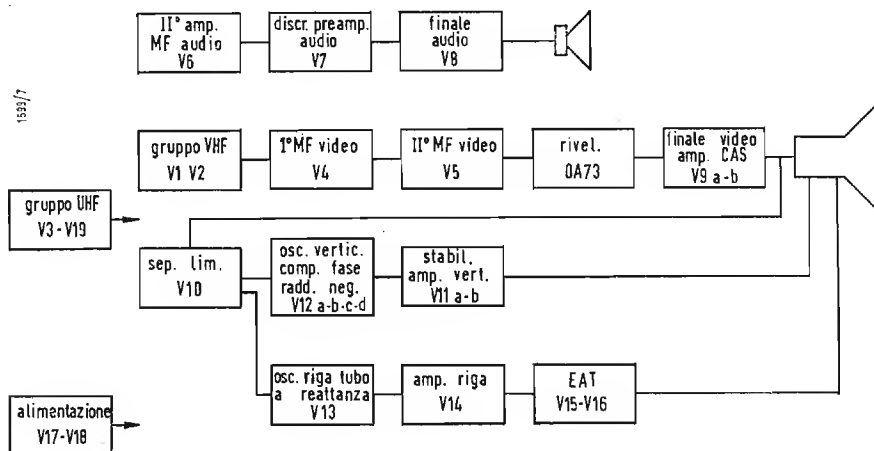 II° amp.
MF audio
V6
discr. preamp.
audio
V7
finale
audio
V8
1599/7
gruppo VHF
V1 V2
1° MF video
V4
II° MF video
V5
rivel.
OA73
finale video
amp. CAS
V9 a-b
gruppo UHF
V3-V19
sep. lim.
V10
osc. vertic.
comp. fase
radd. neg.
V12 a-b-c-d
stabil.
amp. vert.
V11 a-b
osc. riga tubo
a reattanza
V13
amp. riga
V14
EAT
V15-V16
alimentazione
V17-V18